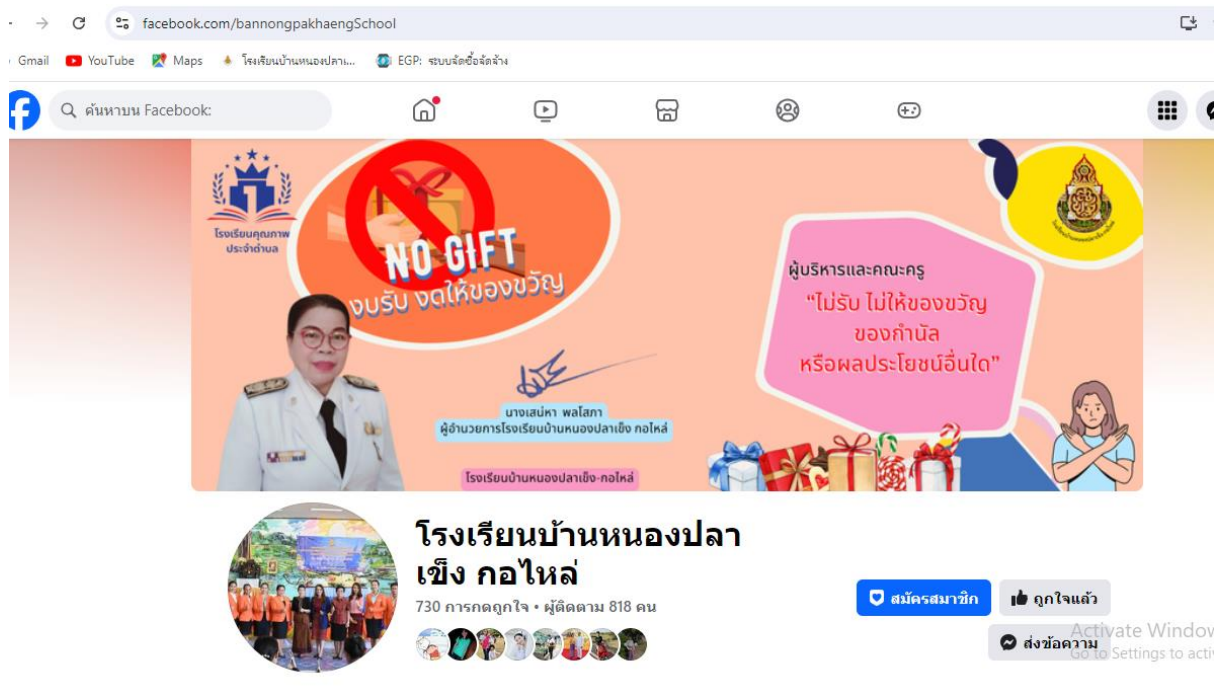 facebook.com/bannongpakhaengSchool
Gmail YouTube Maps โรงเรียนบ้านหนองปลาเ... EGP: ระบบจัดซื้อจัดจ้าง
ค้นหาบน Facebook:
โรงเรียนคุณภาพ
ประจำตำบล
NO GIFT
งบรับ งดให้ของขวัญ
ผู้บริหารและคณะครู
“ไม่รับ ไม่ให้ของขวัญ
ของกำนัล
หรือผลประโยชน์อื่นใด”
นางเสน่หา พลโสภา
ผู้อำนวยการโรงเรียนบ้านหนองปลาเข็ง กอไหล่
โรงเรียนบ้านหนองปลาเข็ง-กอไหล่
โรงเรียนบ้านหนองปลา
เข็ง กอไหล่
730 การกดถูกใจ • ผู้ติดตาม 818 คน
สมัครสมาชิก ถูกใจแล้ว
ส่งข้อความ
Activate Window
Go to Settings to acti